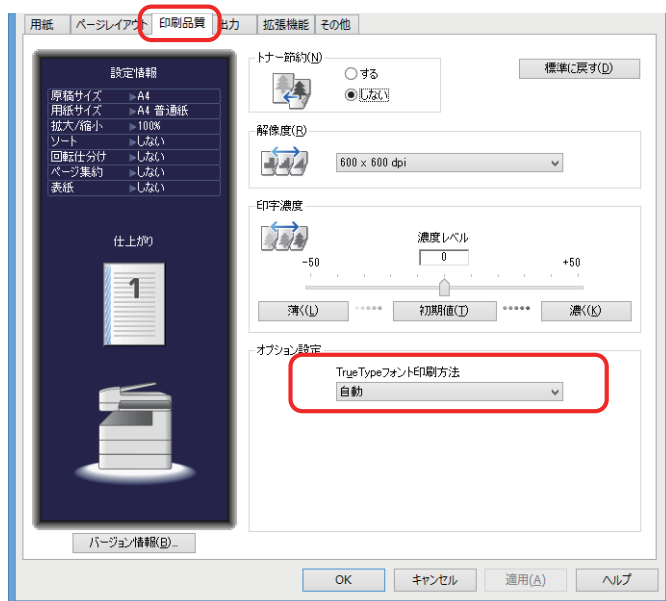 用紙 ページレイアウト 印刷品質 出力 拡張機能 その他
設定情報
原稿サイズ ▶A4
用紙サイズ ▶A4 普通紙
拡大/縮小 ▶100%
ソート ▶しない
回転仕分け ▶しない
ページ集約 ▶しない
表紙 ▶しない
仕上がり
1
バージョン情報(B)...
トナー節約(N)
する
しない
標準に戻す(D)
解像度(R)
600 x 600 dpi
印字濃度
濃度レベル
-50 0 +50
薄く(L) 初期値(T) 濃く(K)
オプション設定
TrueTypeフォント印刷方法
自動
OK キャンセル 適用(A) ヘルプ